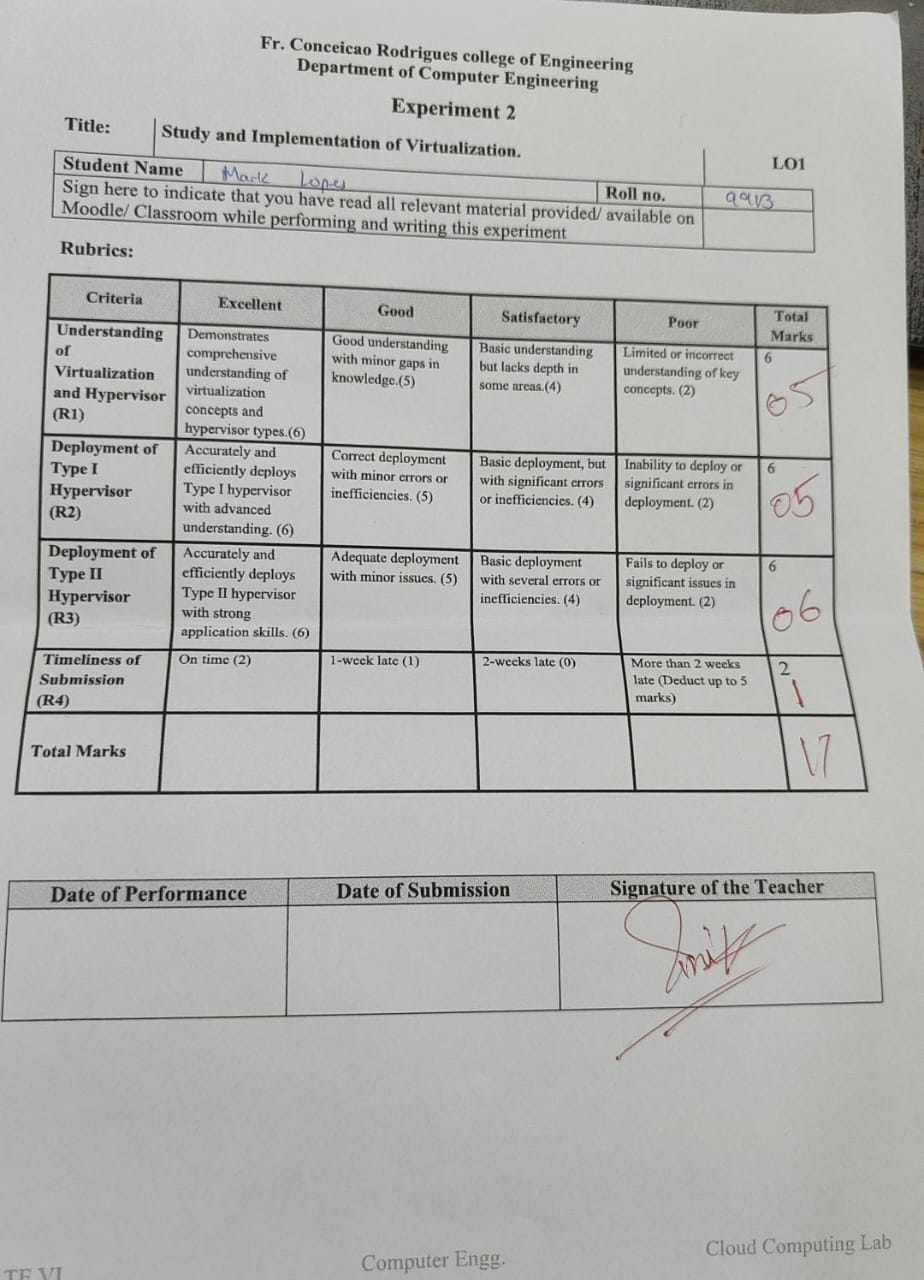 Fr. Conceicao Rodrigues college of Engineering
Department of Computer Engineering
Experiment 2
Title: Study and Implementation of Virtualization. LO1
Student Name Mark Lopes Roll no. 9913
Sign here to indicate that you have read all relevant material provided/ available on
Moodle/ Classroom while performing and writing this experiment
Rubrics:
Criteria Excellent Good Satisfactory Poor Total Marks
Understanding
of
Virtualization
and Hypervisor
(R1)
Demonstrates
comprehensive
understanding of
virtualization
concepts and
hypervisor types.(6)
Good understanding
with minor gaps in
knowledge.(5)
Basic understanding
but lacks depth in
some areas.(4)
Limited or incorrect
understanding of key
concepts. (2)
6
05
Deployment of
Type I
Hypervisor
(R2)
Accurately and
efficiently deploys
Type I hypervisor
with advanced
understanding. (6)
Correct deployment
with minor errors or
inefficiencies. (5)
Basic deployment, but
with significant errors
or inefficiencies. (4)
Inability to deploy or
significant errors in
deployment. (2)
6
05
Deployment of
Type II
Hypervisor
(R3)
Accurately and
efficiently deploys
Type II hypervisor
with strong
application skills. (6)
Adequate deployment
with minor issues. (5)
Basic deployment
with several errors or
inefficiencies. (4)
Fails to deploy or
significant issues in
deployment. (2)
6
06
Timeliness of
Submission
(R4)
On time (2)
1-week late (1)
2-weeks late (0)
More than 2 weeks
late (Deduct up to 5
marks)
2
1
Total Marks
17
Date of Performance Date of Submission Signature of the Teacher
TE VI Computer Engg. Cloud Computing Lab